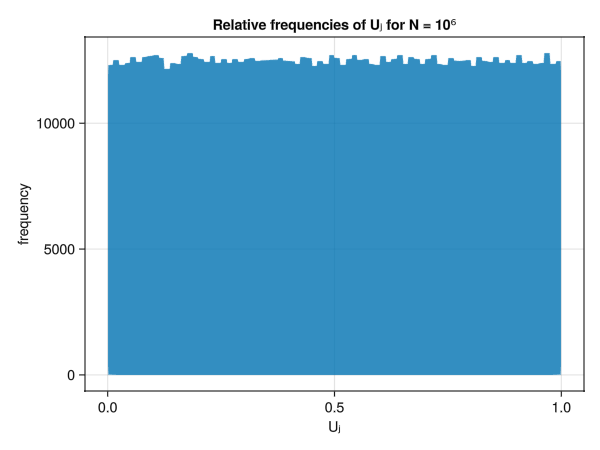 Relative frequencies of Uⱼ for N = 10⁶
frequency
10000
5000
0
0.0
0.5
1.0
Uⱼ